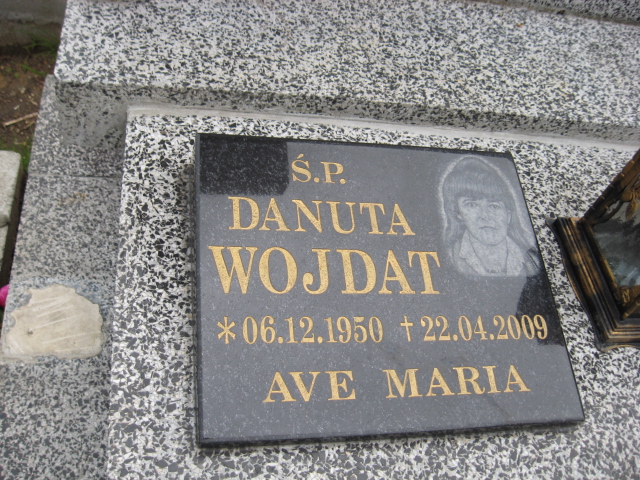 Ś.P.
DANUTA
WOJDAT
*06.12.1950 †22.04.2009
AVE MARIA